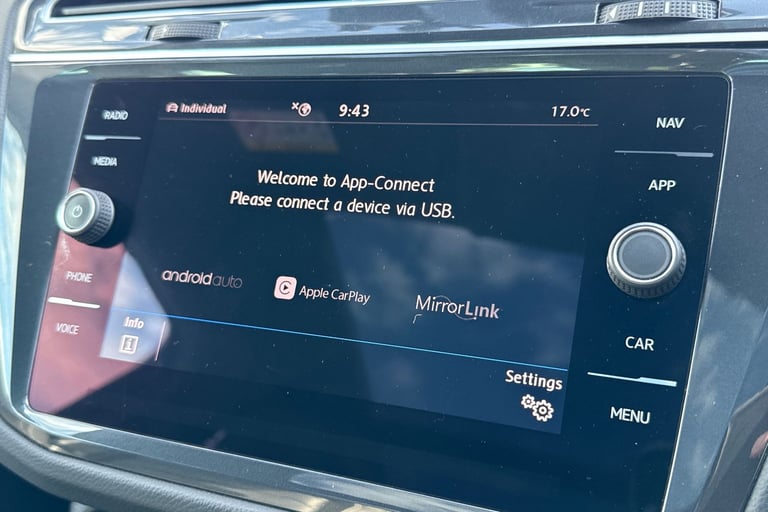 RADIO
MEDIA
PHONE
VOICE
Individual 9:43 17.0°C
Welcome to App-Connect
Please connect a device via USB.
androidauto
Apple CarPlay
MirrorLink
Info
Settings
NAV
APP
CAR
MENU